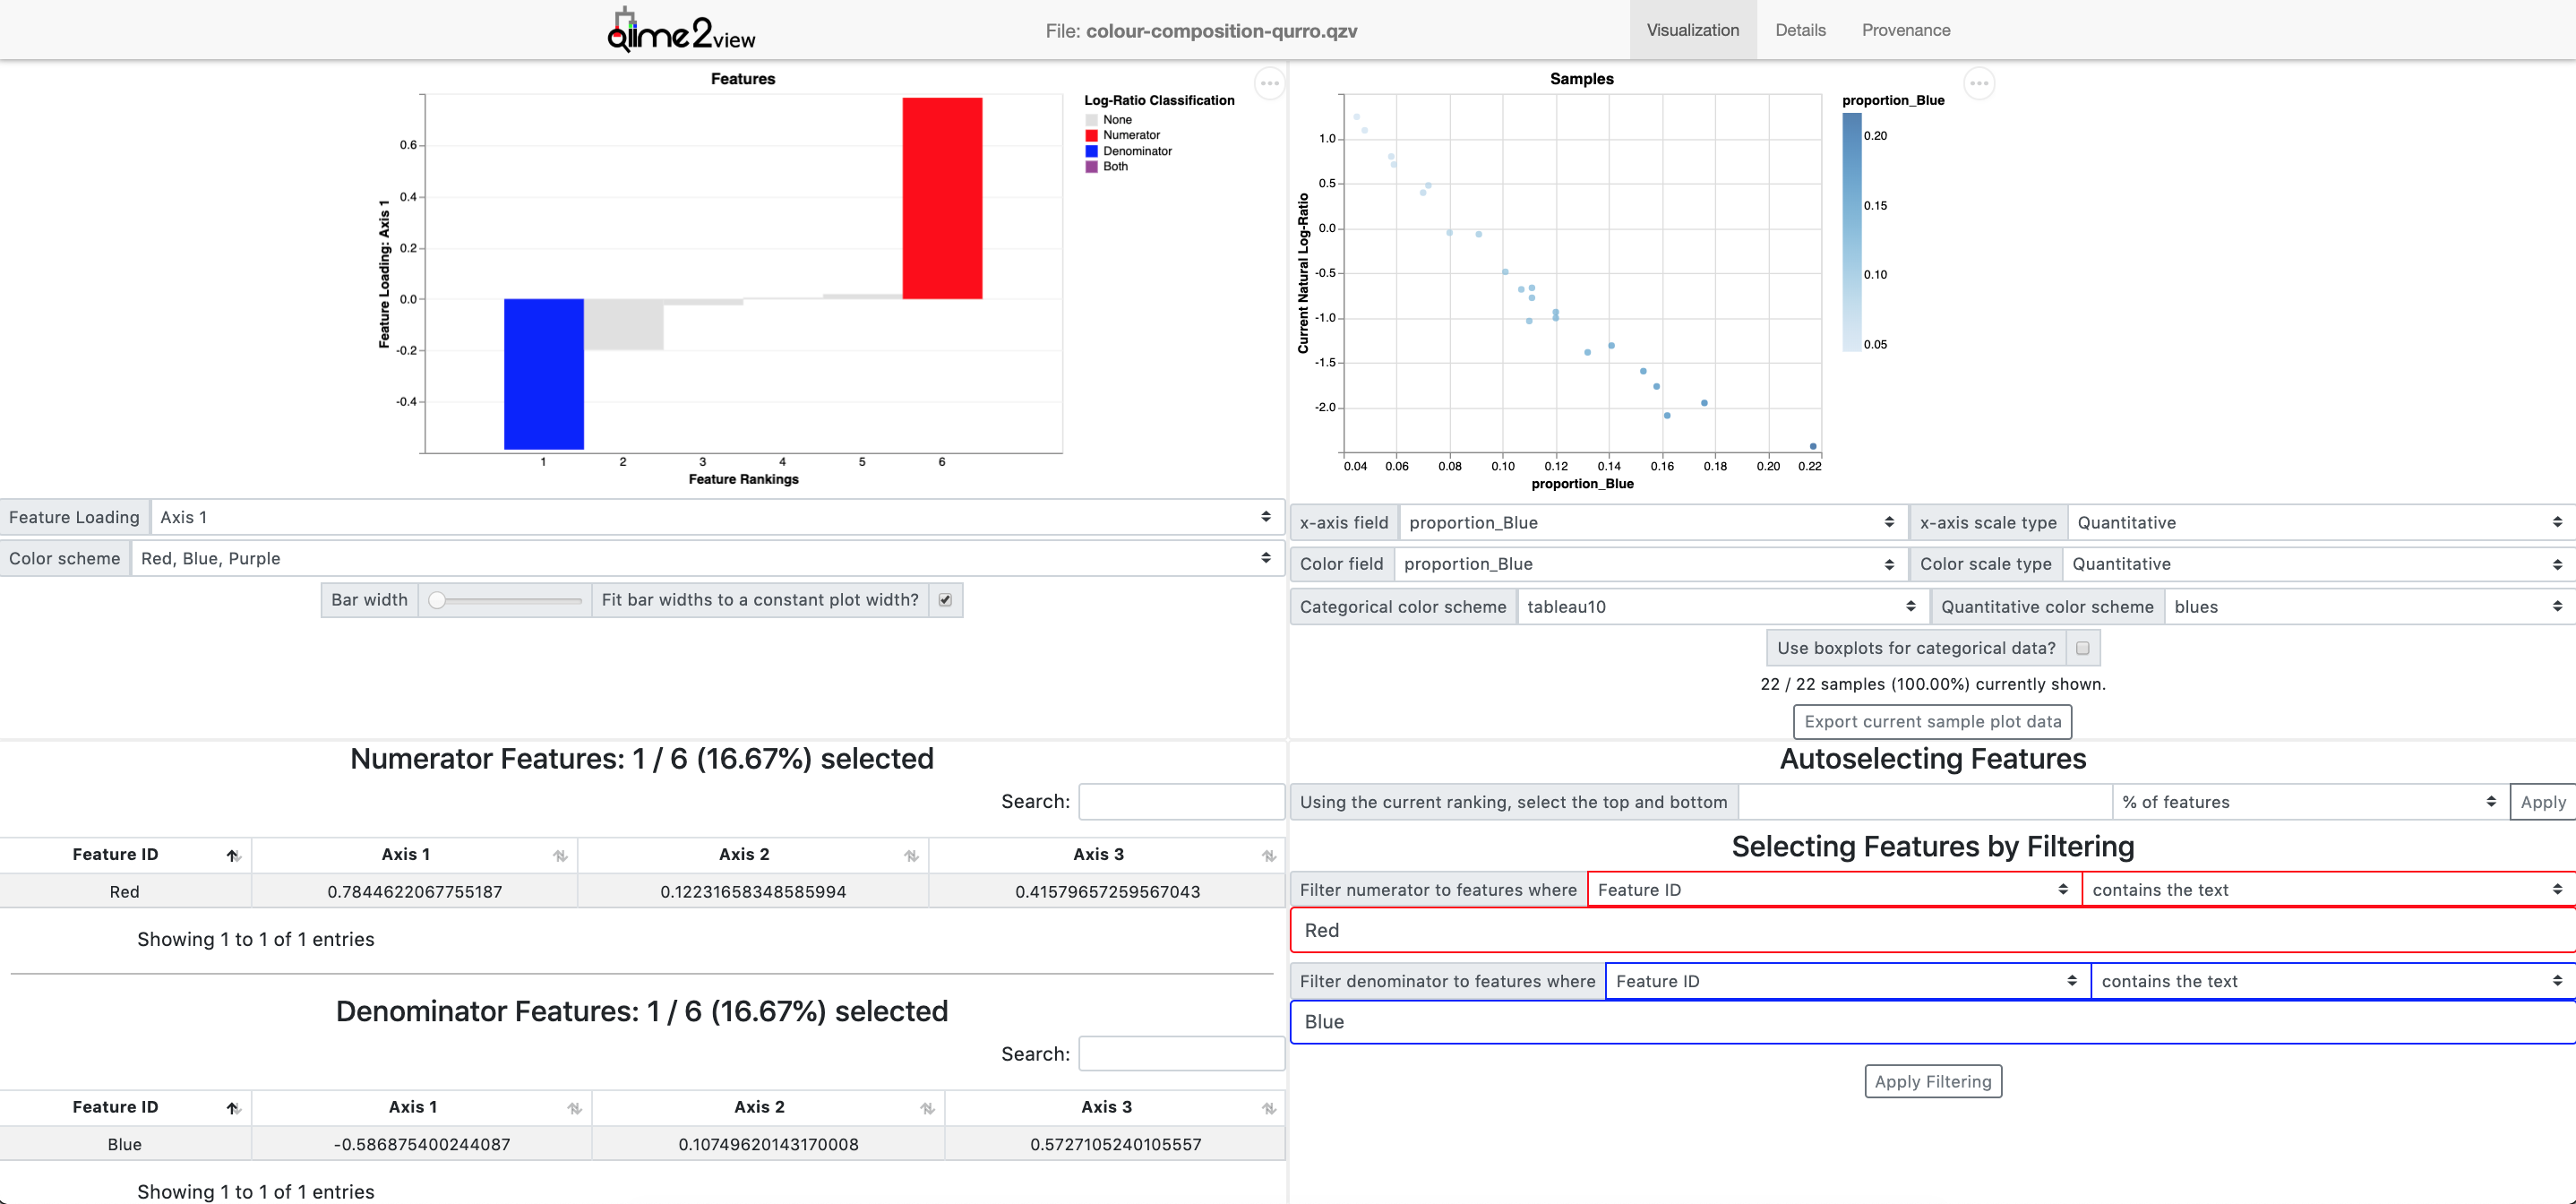 qiime2view
File: colour-composition-qurro.qzv
Visualization
Details
Provenance
Features
0.6
0.4
0.2
0.0
-0.2
-0.4
Feature Loading: Axis 1
1 2 3 4 5 6
Feature Rankings
Log-Ratio Classification
None
Numerator
Denominator
Both
Samples
1.0
0.5
0.0
-0.5
-1.0
-1.5
-2.0
Current Natural Log-Ratio
0.04 0.06 0.08 0.10 0.12 0.14 0.16 0.18 0.20 0.22
proportion_Blue
proportion_Blue
0.20
0.15
0.10
0.05
Feature Loading Axis 1
Color scheme Red, Blue, Purple
Bar width Fit bar widths to a constant plot width?
x-axis field proportion_Blue x-axis scale type Quantitative
Color field proportion_Blue Color scale type Quantitative
Categorical color scheme tableau10 Quantitative color scheme blues
Use boxplots for categorical data?
22 / 22 samples (100.00%) currently shown.
Export current sample plot data
Numerator Features: 1 / 6 (16.67%) selected
Search:
Feature ID Axis 1 Axis 2 Axis 3
Red 0.7844622067755187 0.12231658348585994 0.41579657259567043
Showing 1 to 1 of 1 entries
Denominator Features: 1 / 6 (16.67%) selected
Search:
Feature ID Axis 1 Axis 2 Axis 3
Blue -0.586875400244087 0.10749620143170008 0.5727105240105557
Showing 1 to 1 of 1 entries
Autoselecting Features
Using the current ranking, select the top and bottom % of features Apply
Selecting Features by Filtering
Filter numerator to features where Feature ID contains the text
Red
Filter denominator to features where Feature ID contains the text
Blue
Apply Filtering